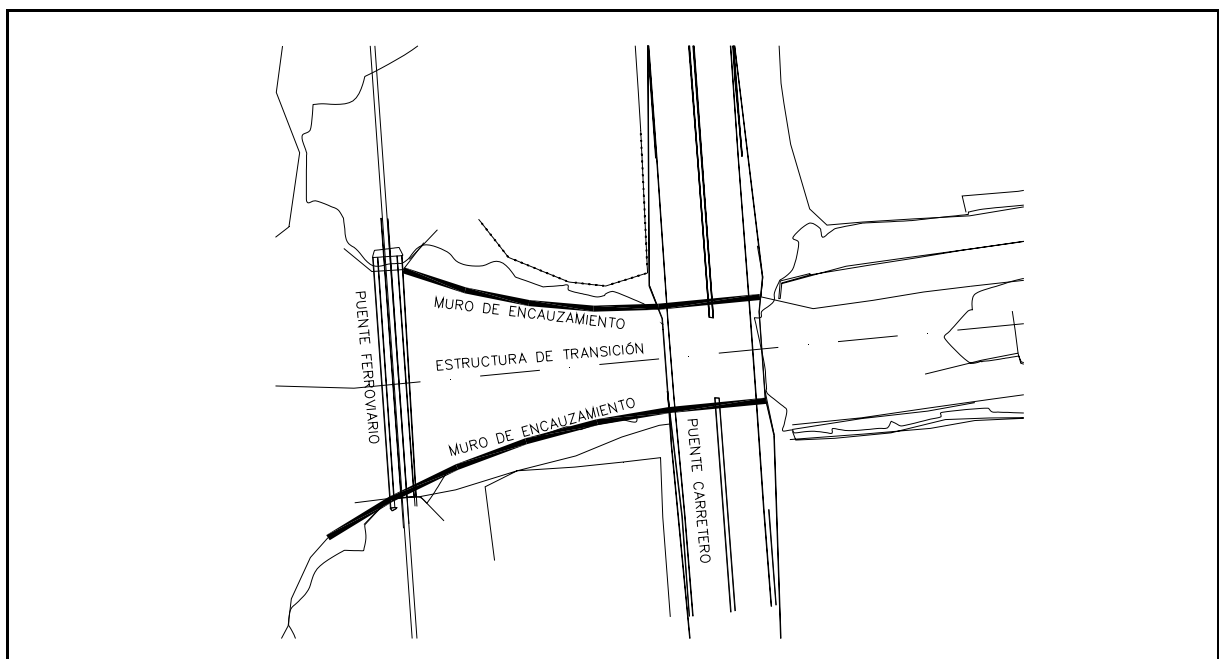 MURO DE ENCAUZAMIENTO
PUENTE FERROVIARIO
ESTRUCTURA DE TRANSICIÓN
MURO DE ENCAUZAMIENTO
PUENTE CARRETERO